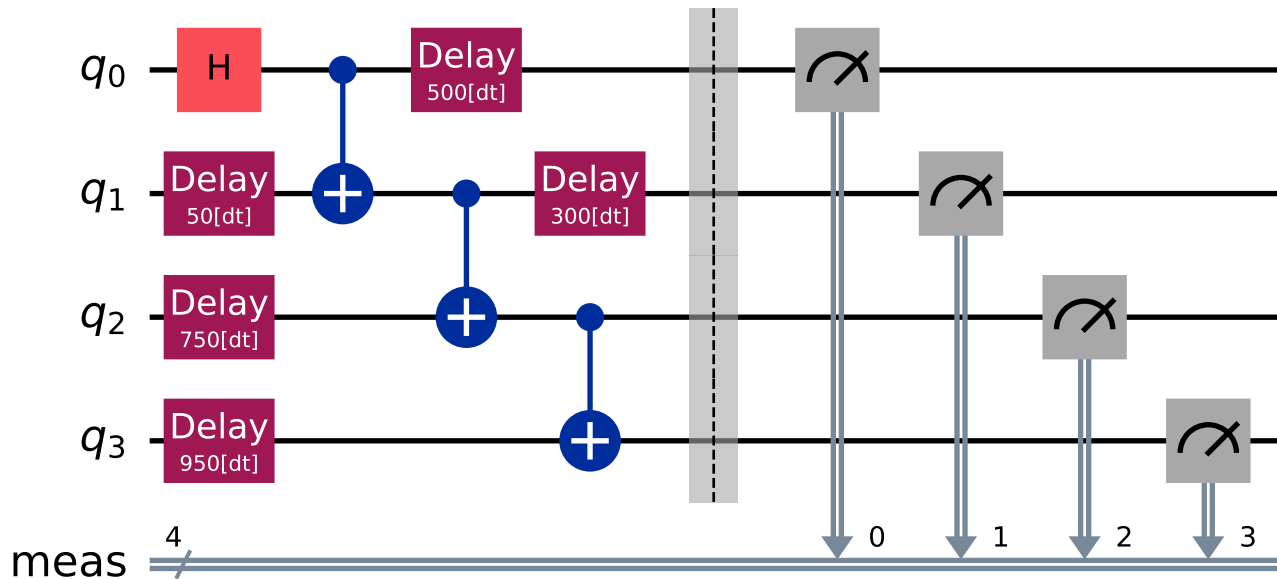 q0 H Delay
500[dt]
q1 Delay Delay
50[dt] 300[dt]
q2 Delay
750[dt]
q3 Delay
950[dt]
4 0 1 2 3
meas